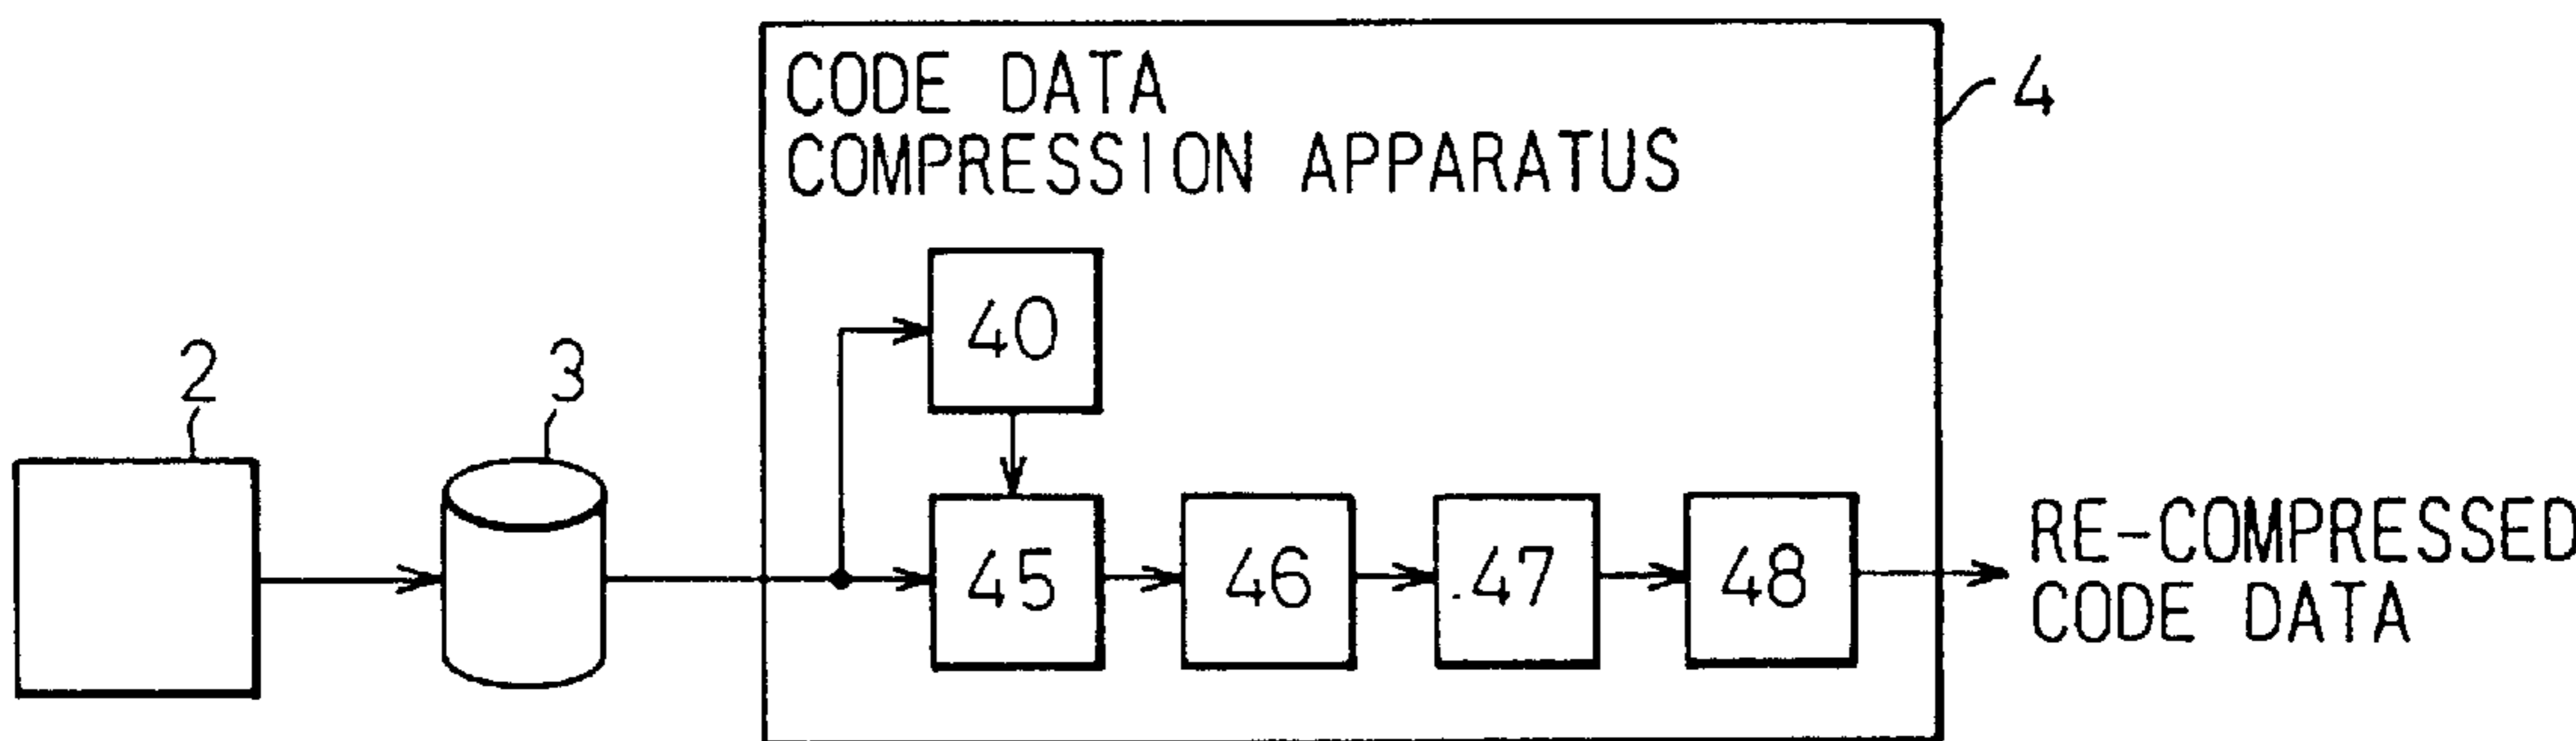 CODE DATA
COMPRESSION APPARATUS
4
40
2
3
45
46
47
48
RE-COMPRESSED
CODE DATA